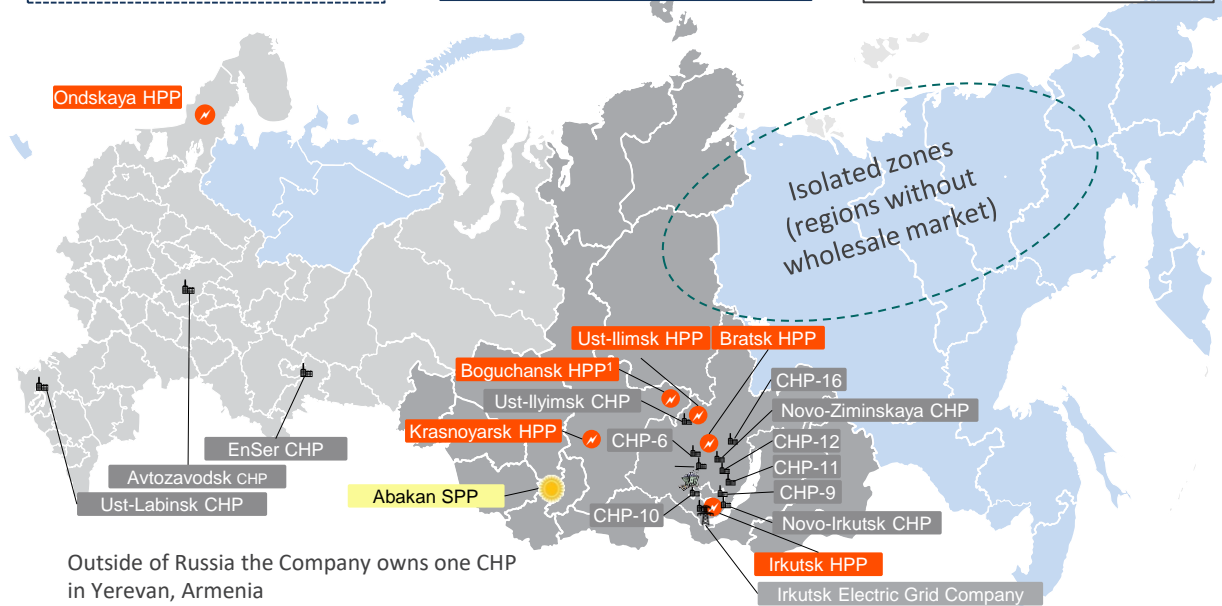 Ondskaya HPP
Isolated zones
(regions without
wholesale market)
Ust-Ilimsk HPP
Bratsk HPP
Boguchansk HPP¹
CHP-16
Ust-Ilyimsk CHP
Novo-Ziminskaya CHP
Krasnoyarsk HPP
CHP-6
CHP-12
EnSer CHP
CHP-11
Avtozavodsk CHP
Abakan SPP
CHP-9
Ust-Labinsk CHP
CHP-10
Novo-Irkutsk CHP
Outside of Russia the Company owns one CHP
in Yerevan, Armenia
Irkutsk HPP
Irkutsk Electric Grid Company